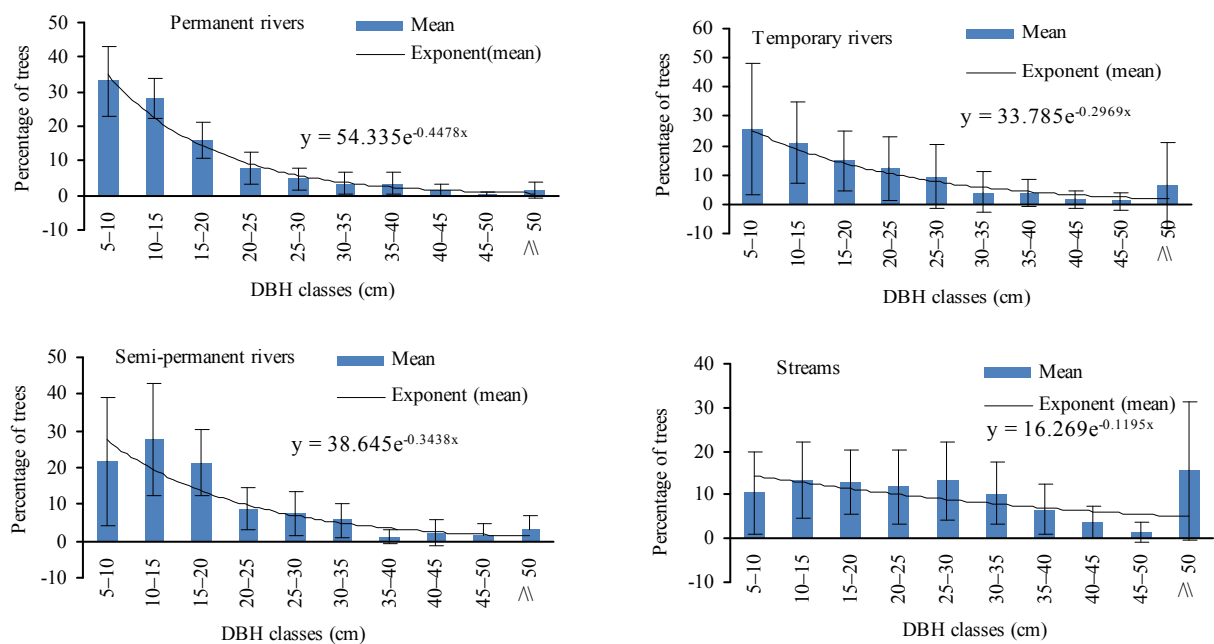 Permanent rivers
Mean
Exponent(mean)
y = 54.335e^-0.4478x
Percentage of trees
50
40
30
20
10
0
-10
5–10
10–15
15–20
20–25
25–30
30–35
35–40
40–45
45–50
≥ 50
DBH classes (cm)
Temporary rivers
Mean
Exponent (mean)
y = 33.785e^-0.2969x
Percentage of trees
60
50
40
30
20
10
0
-10
5–10
10–15
15–20
20–25
25–30
30–35
35–40
40–45
45–50
≥ 50
DBH classes (cm)
Semi-permanent rivers
Mean
Exponent (mean)
y = 38.645e^-0.3438x
Percentage of trees
50
40
30
20
10
0
-10
5–10
10–15
15–20
20–25
25–30
30–35
35–40
40–45
45–50
≥ 50
DBH classes (cm)
Streams
Mean
Exponent (mean)
y = 16.269e^-0.1195x
Percentage of trees
40
30
20
10
0
-10
5–10
10–15
15–20
20–25
25–30
30–35
35–40
40–45
45–50
≥ 50
DBH classes (cm)